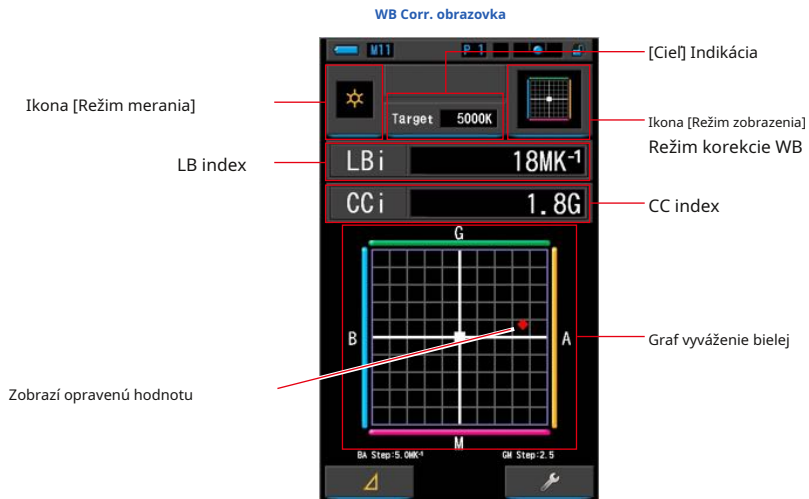 WB Corr. obrazovka
M11 P 1
[Cieľ] Indikácia
Ikona [Režim merania]
Target 5000K
Ikona [Režim zobrazenia]
Režim korekcie WB
LB index
LBi 18MK⁻¹
CCi 1.8G
CC index
G
B
A
Graf vyváženie bielej
Zobrazí opravenú hodnotu
M
BA Step:5.0MK⁻¹ GM Step:2.5